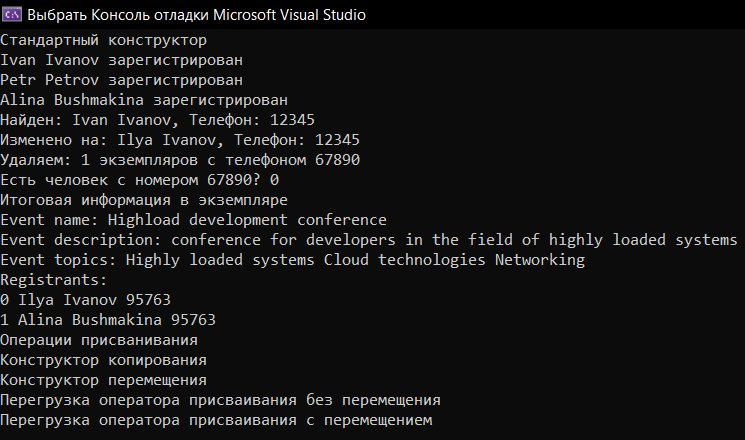 Выбрать Консоль отладки Microsoft Visual Studio
Стандартный конструктор
Ivan Ivanov зарегистрирован
Petr Petrov зарегистрирован
Alina Bushmakina зарегистрирован
Найден: Ivan Ivanov, Телефон: 12345
Изменено на: Ilya Ivanov, Телефон: 12345
Удаляем: 1 экземпляров с телефоном 67890
Есть человек с номером 67890? 0
Итоговая информация в экземпляре
Event name: Highload development conference
Event description: conference for developers in the field of highly loaded systems
Event topics: Highly loaded systems Cloud technologies Networking
Registrants:
0 Ilya Ivanov 95763
1 Alina Bushmakina 95763
Операции присванивания
Конструктор копирования
Конструктор перемещения
Перегрузка оператора присваивания без перемещения
Перегрузка оператора присваивания с перемещением